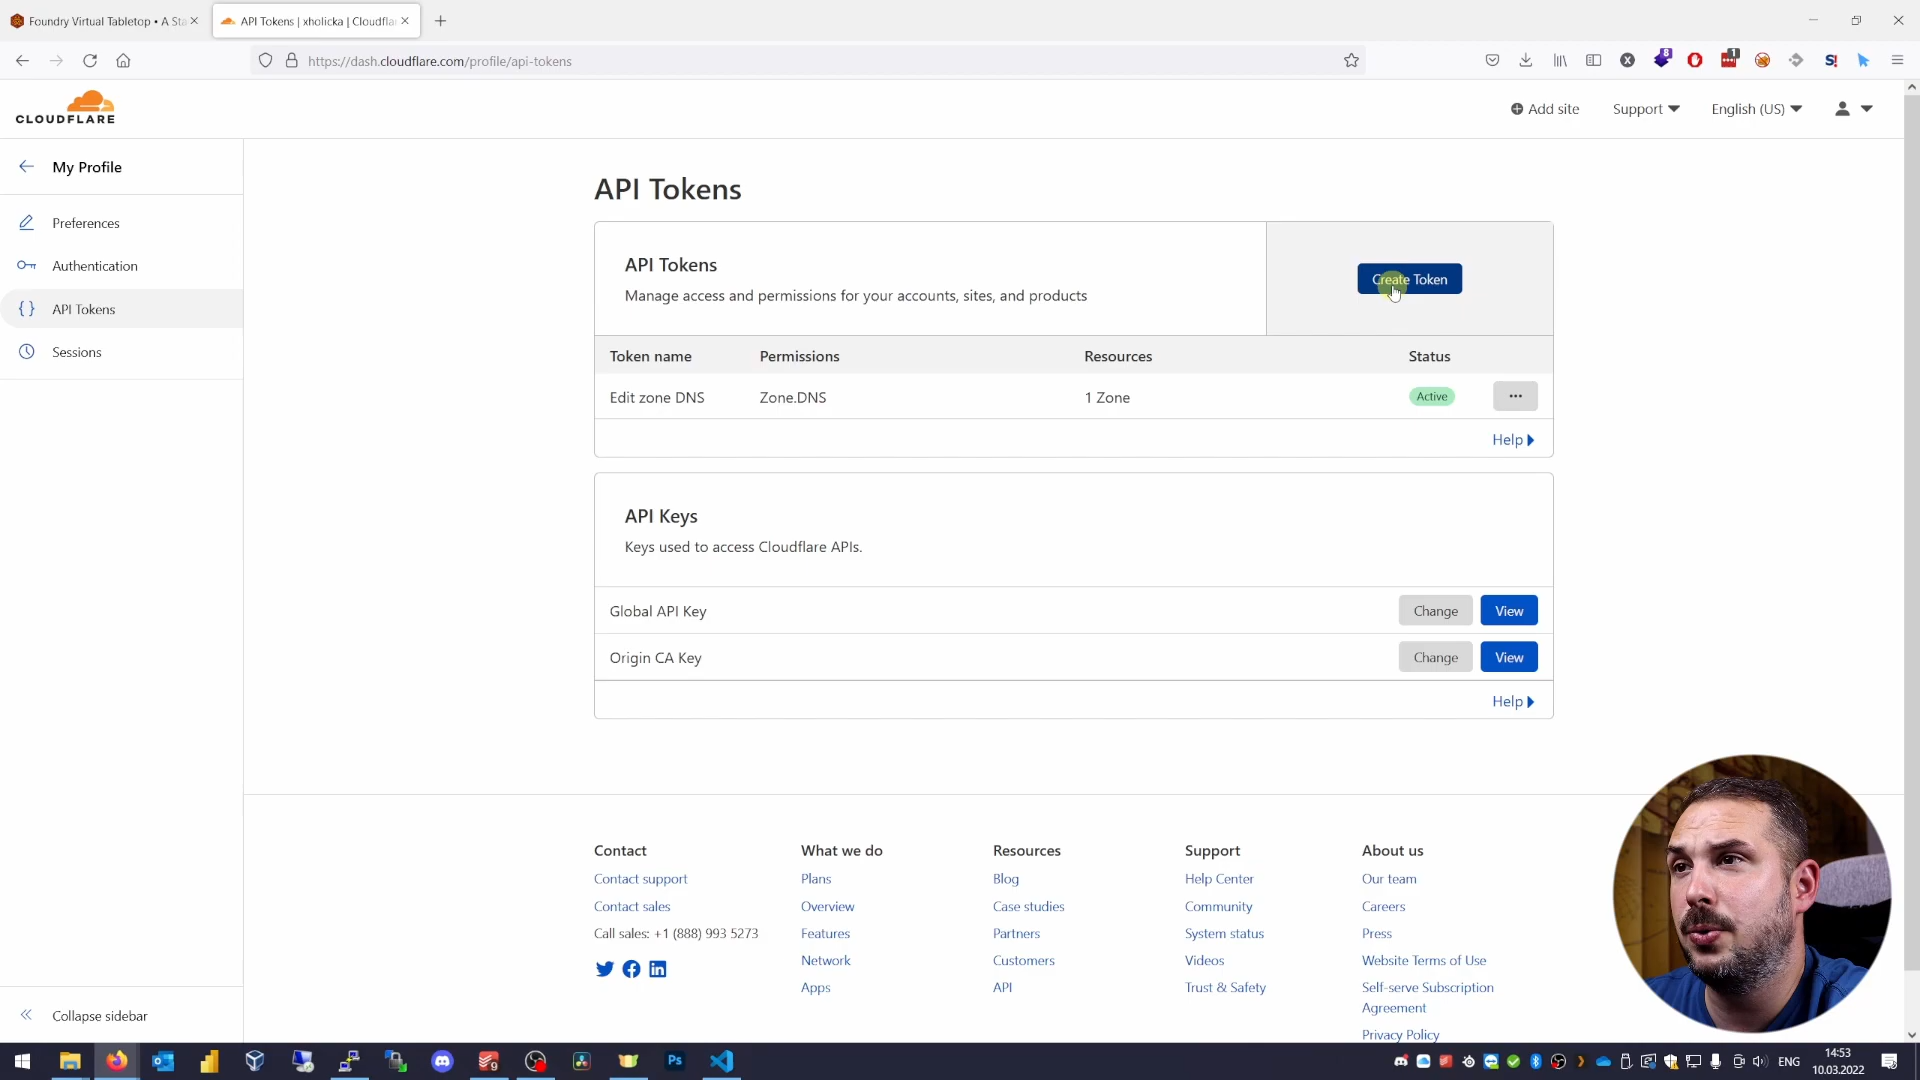 Foundry Virtual Tabletop • A Sta
API Tokens | xholicka | Cloudflar
https://dash.cloudflare.com/profile/api-tokens
8
1
S!
CLOUDFLARE
Add site
Support
English (US)
My Profile
Preferences
Authentication
API Tokens
Sessions
Collapse sidebar
API Tokens
API Tokens
Manage access and permissions for your accounts, sites, and products
Create Token
Token name Permissions Resources Status
Edit zone DNS Zone.DNS 1 Zone Active
Help
API Keys
Keys used to access Cloudflare APIs.
Global API Key Change View
Origin CA Key Change View
Help
Contact
Contact support
Contact sales
Call sales: +1 (888) 993 5273
What we do
Plans
Overview
Features
Network
Apps
Resources
Blog
Case studies
Partners
Customers
API
Support
Help Center
Community
System status
Videos
Trust & Safety
About us
Our team
Careers
Press
Website Terms of Use
Self-serve Subscription
Agreement
Privacy Policy
9
Ps
ENG
14:53
10.03.2022